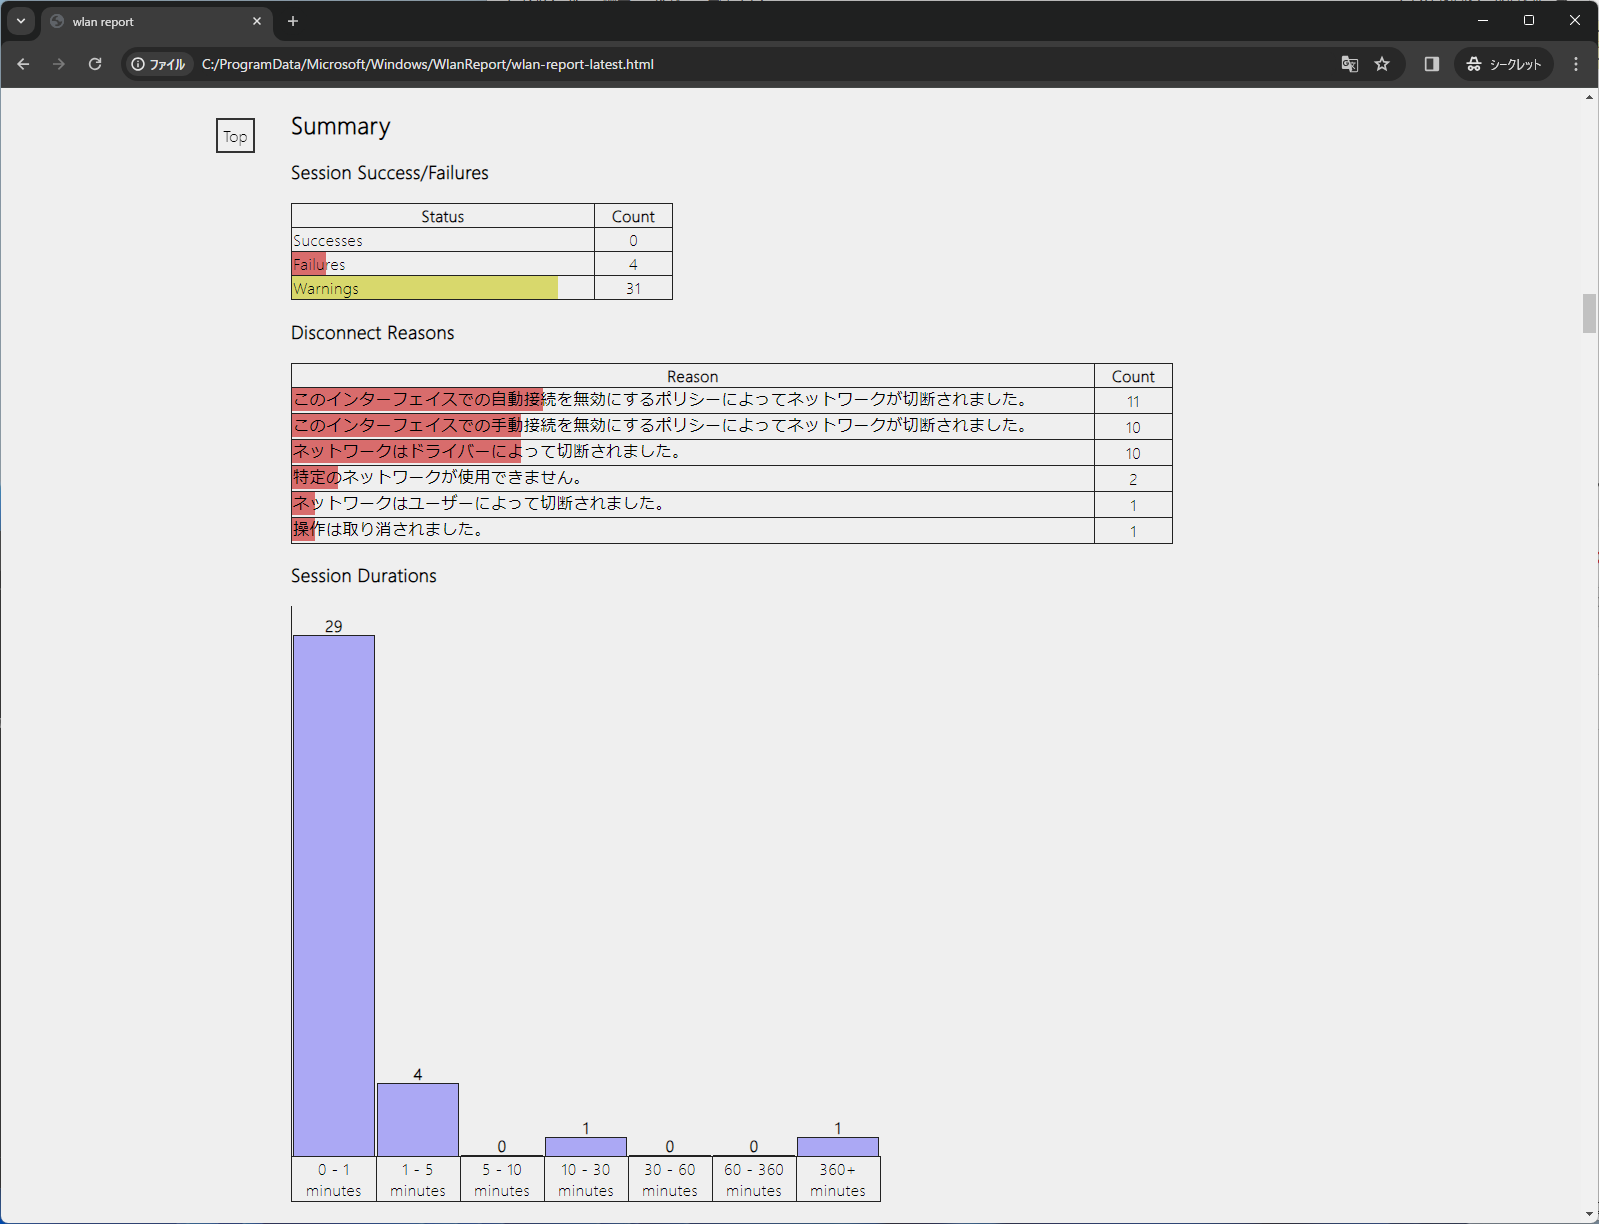 wlan report
ファイル C:/ProgramData/Microsoft/Windows/WlanReport/wlan-report-latest.html シークレット
Top
Summary
Session Success/Failures
Status Count
Successes 0
Failures 4
Warnings 31
Disconnect Reasons
Reason Count
このインターフェイスでの自動接続を無効にするポリシーによってネットワークが切断されました。 11
このインターフェイスでの手動接続を無効にするポリシーによってネットワークが切断されました。 10
ネットワークはドライバーによって切断されました。 10
特定のネットワークが使用できません。 2
ネットワークはユーザーによって切断されました。 1
操作は取り消されました。 1
Session Durations
29
4
0
1
0
0
1
0 - 1 minutes
1 - 5 minutes
5 - 10 minutes
10 - 30 minutes
30 - 60 minutes
60 - 360 minutes
360+ minutes